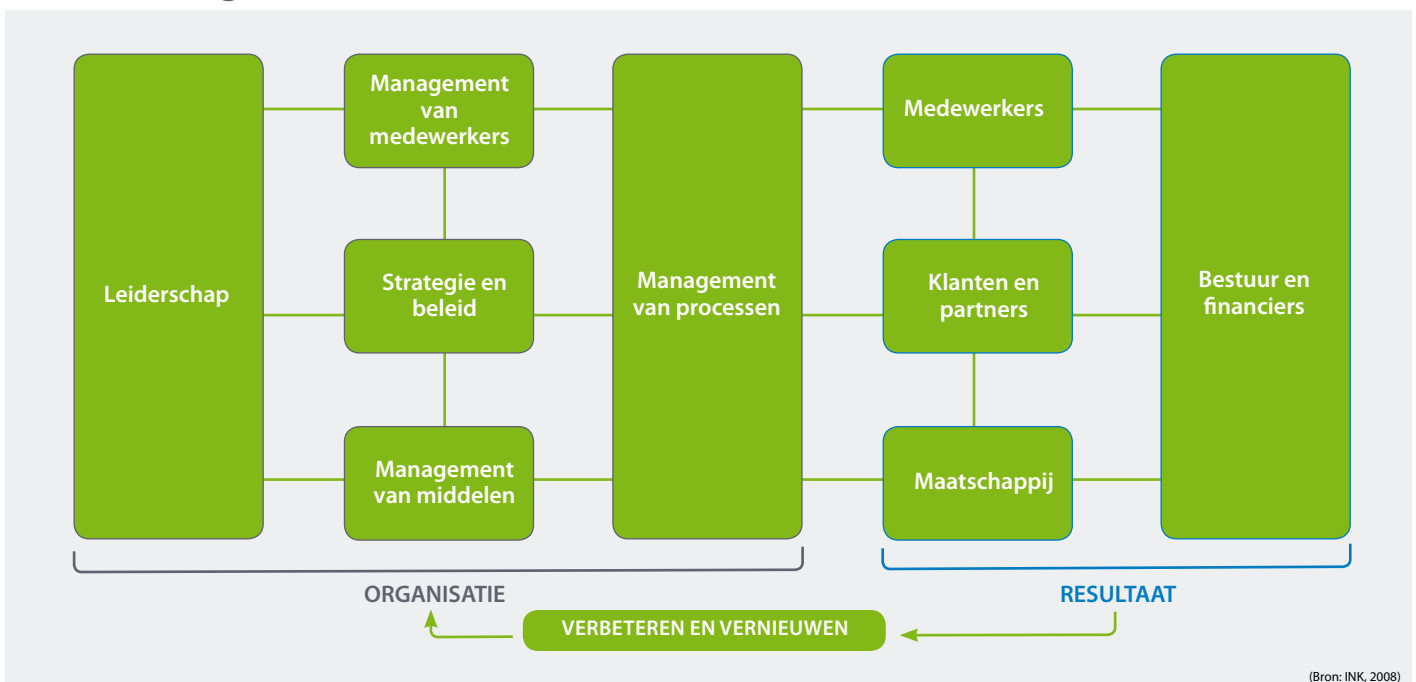 Management
van
medewerkers
Medewerkers
Leiderschap
Strategie en
beleid
Management
van processen
Klanten en
partners
Bestuur en
financiers
Management
van middelen
Maatschappij
ORGANISATIE
RESULTAAT
VERBETEREN EN VERNIEUWEN
(Bron: INK, 2008)